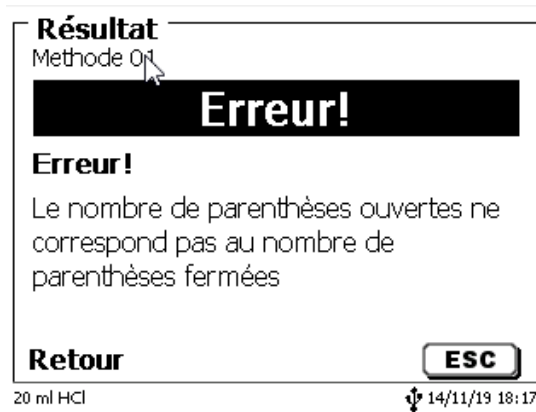 Résultat
Methode 01
Erreur!
Erreur!
Le nombre de parenthèses ouvertes ne
correspond pas au nombre de
parenthèses fermées
Retour ESC
20 ml HCl 14/11/19 18:17